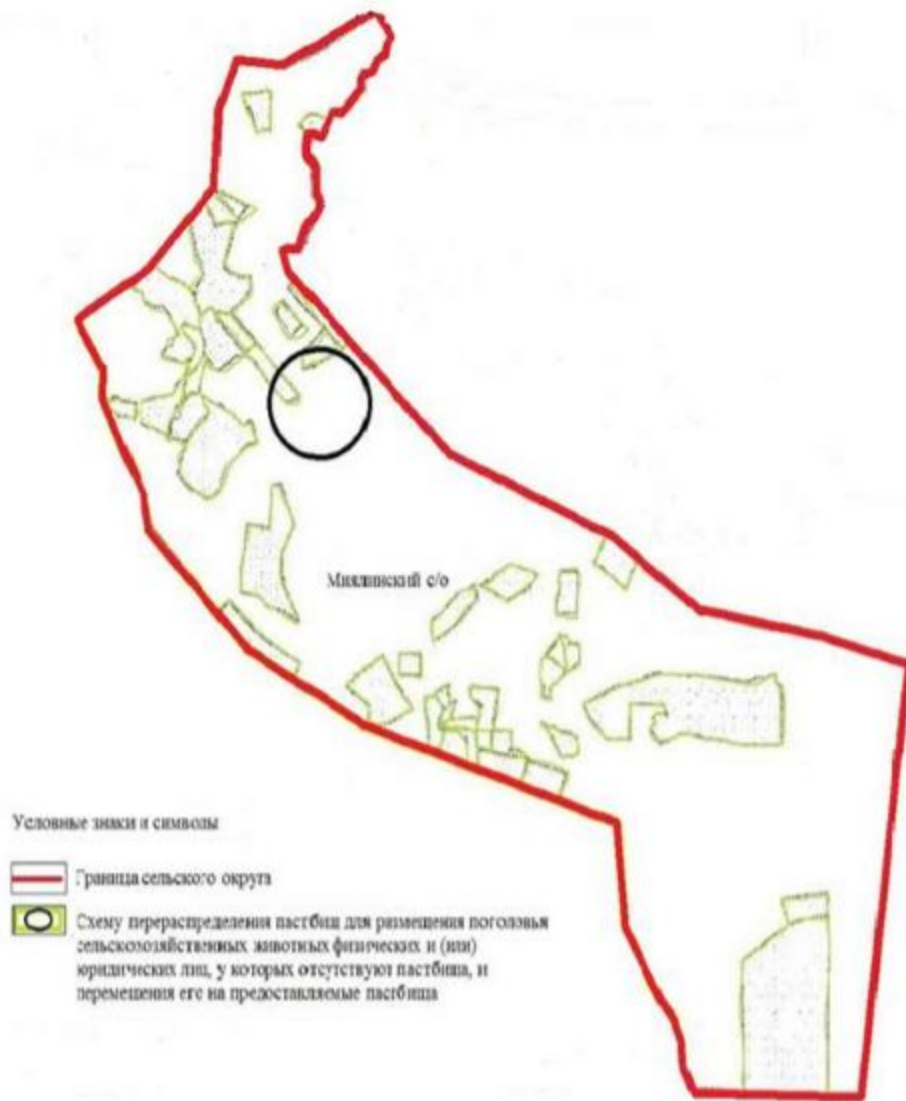 Миялинский с/о
Условные знаки и символы
Граница сельского округа
Схему перераспределения пастбищ для размещения поголовья
сельскохозяйственных животных физических и (или)
юридических лиц, у которых отсутствуют пастбища, и
перемещения его на предоставляемые пастбища